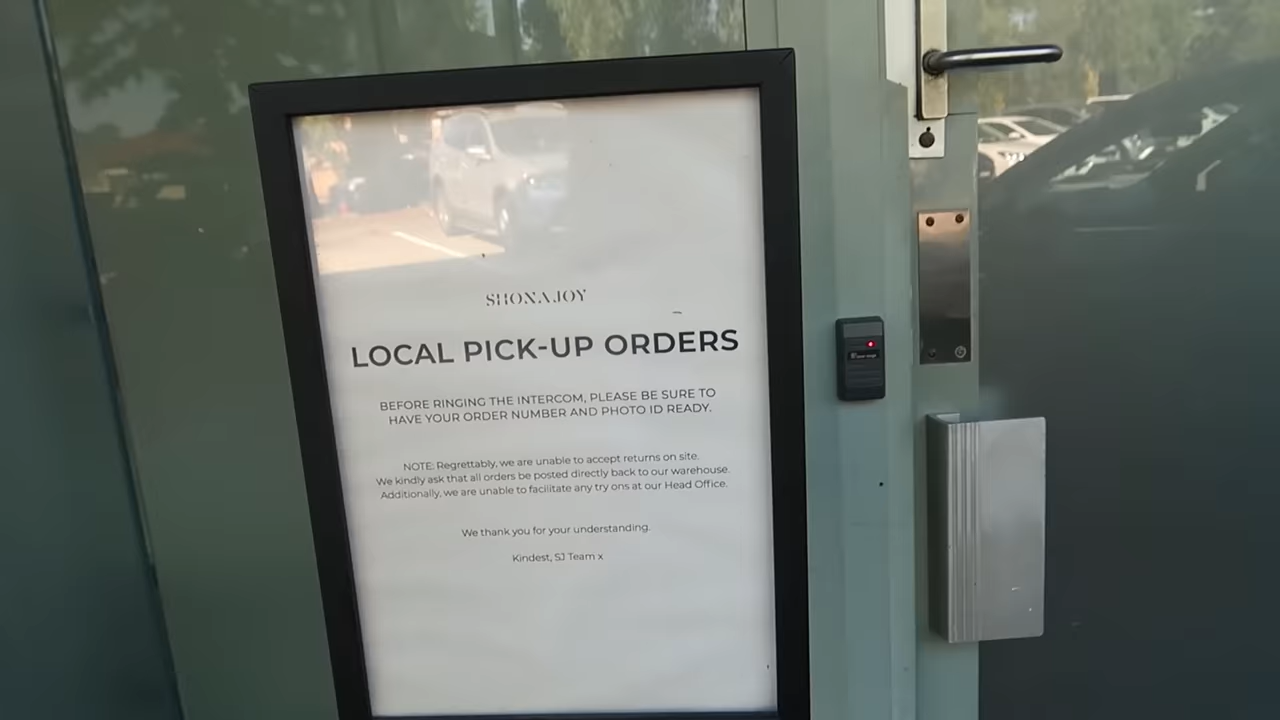 SHONA JOY
LOCAL PICK-UP ORDERS
BEFORE RINGING THE INTERCOM, PLEASE BE SURE TO
HAVE YOUR ORDER NUMBER AND PHOTO ID READY.
NOTE: Regrettably, we are unable to accept returns on site.
We kindly ask that all orders be posted directly back to our warehouse.
Additionally, we are unable to facilitate any try ons at our Head Office.
We thank you for your understanding.
Kindest, SJ Team x